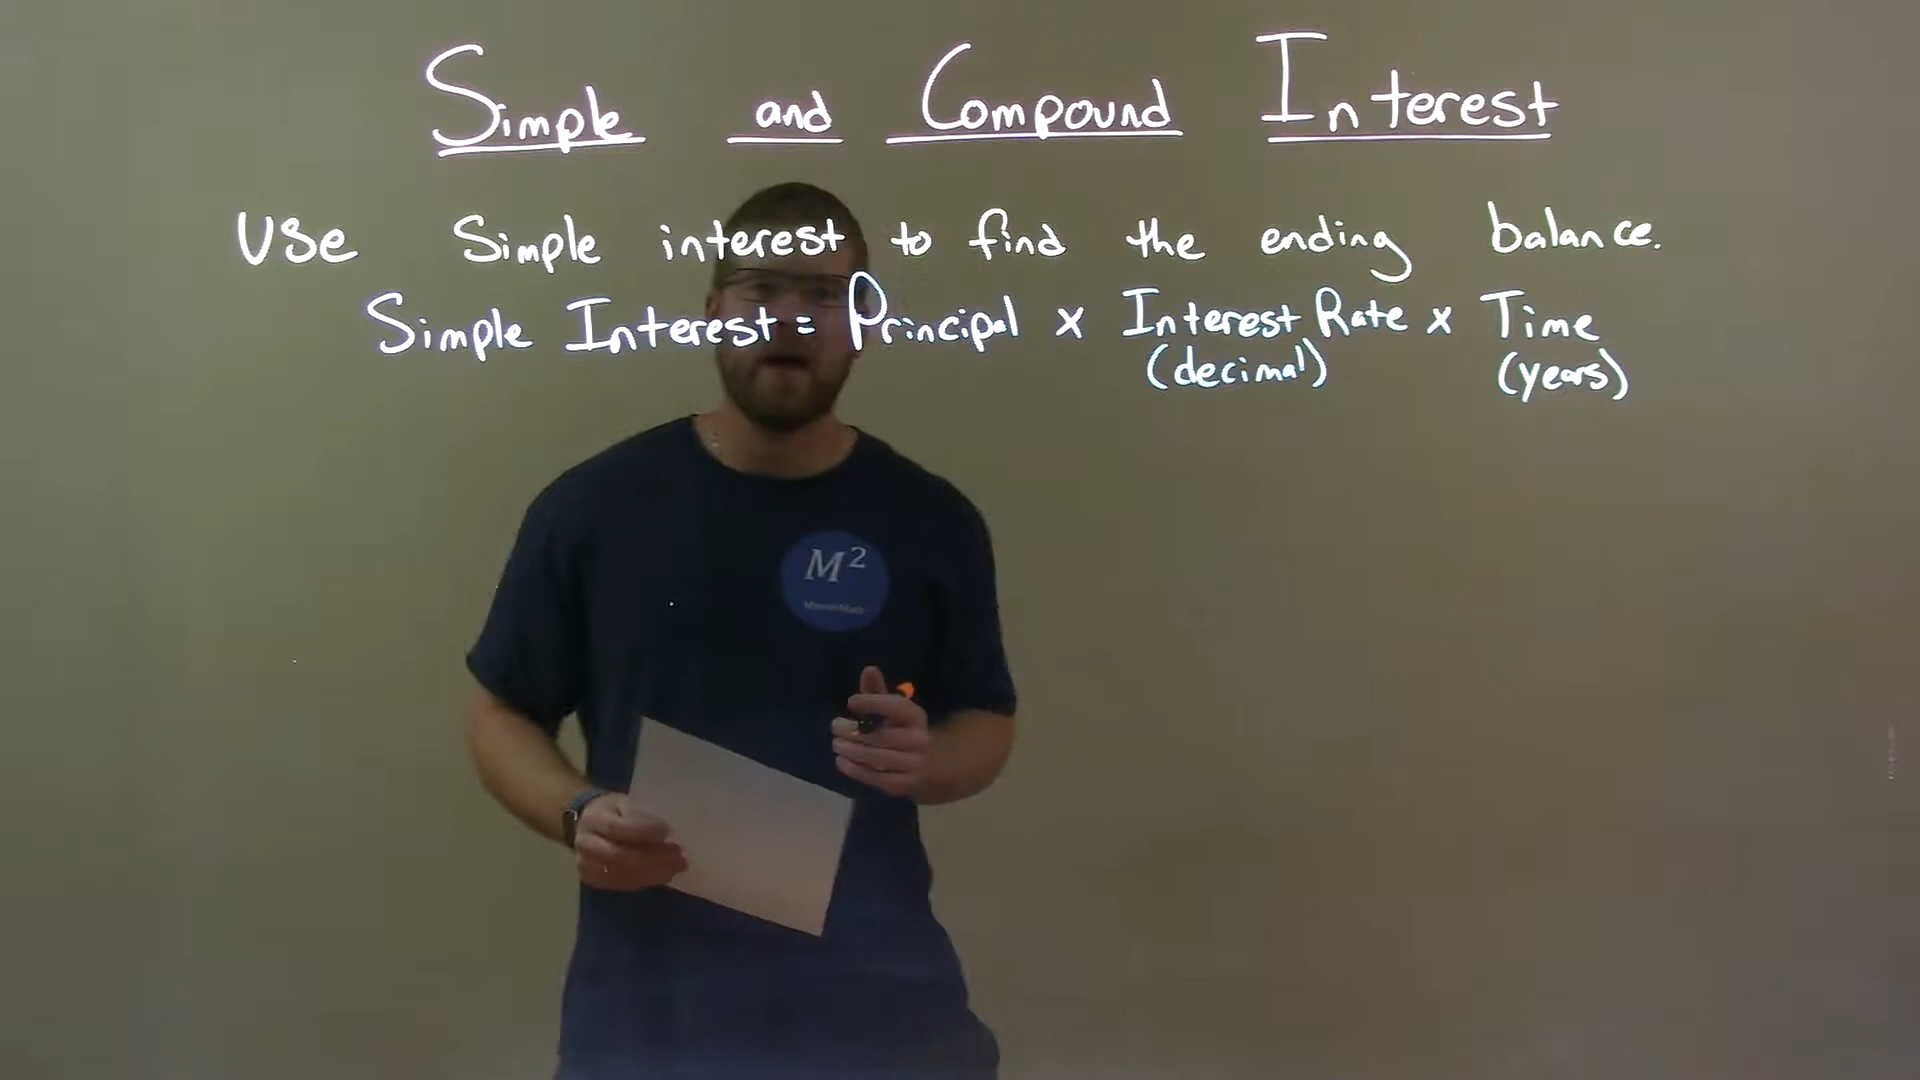 Simple and Compound Interest
Use Simple interest to find the ending balance.
Simple Interest = Principal x Interest Rate x Time
(decimal) (years)
M²